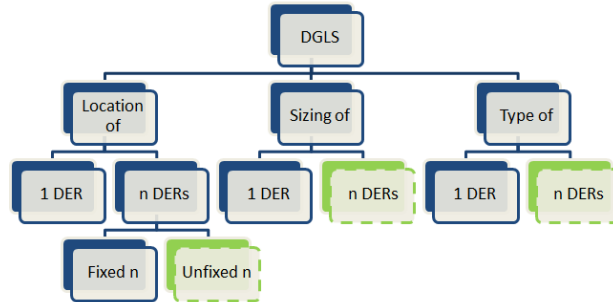 DGLS
Location
of
Sizing of
Type of
1 DER
n DERs
1 DER
n DERs
1 DER
n DERs
Fixed n
Unfixed n